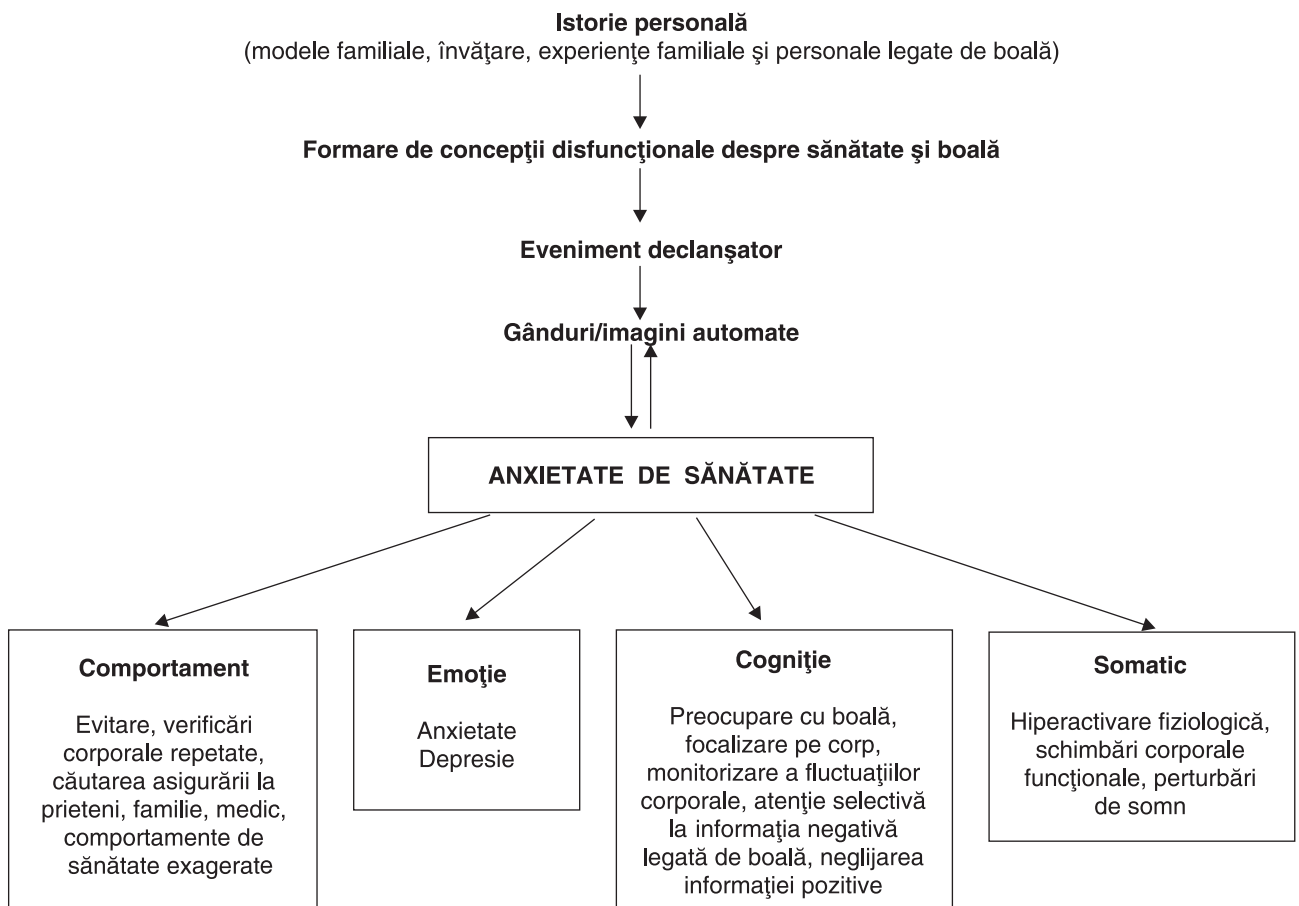 Istorie personală
(modele familiale, învăţare, experienţe familiale şi personale legate de boală)
Formare de concepţii disfuncţionale despre sănătate şi boală
Eveniment declanşator
Gânduri/imagini automate
ANXIETATE DE SĂNĂTATE
Comportament
Evitare, verificări
corporale repetate,
căutarea asigurării la
prieteni, familie, medic,
comportamente de
sănătate exagerate
Emoţie
Anxietate
Depresie
Cogniţie
Preocupare cu boală,
focalizare pe corp,
monitorizare a fluctuaţiilor
corporale, atenţie selectivă
la informaţia negativă
legată de boală, neglijarea
informaţiei pozitive
Somatic
Hiperactivare fiziologică,
schimbări corporale
funcţionale, perturbări
de somn